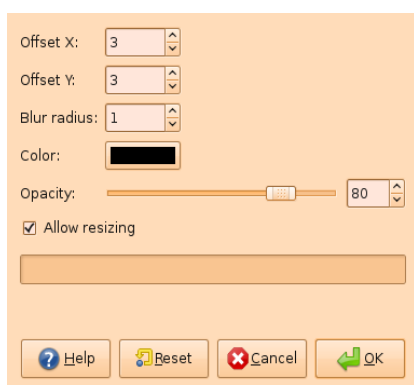 Offset X: 3
Offset Y: 3
Blur radius: 1
Color:
Opacity: 80
Allow resizing
Help Reset Cancel OK